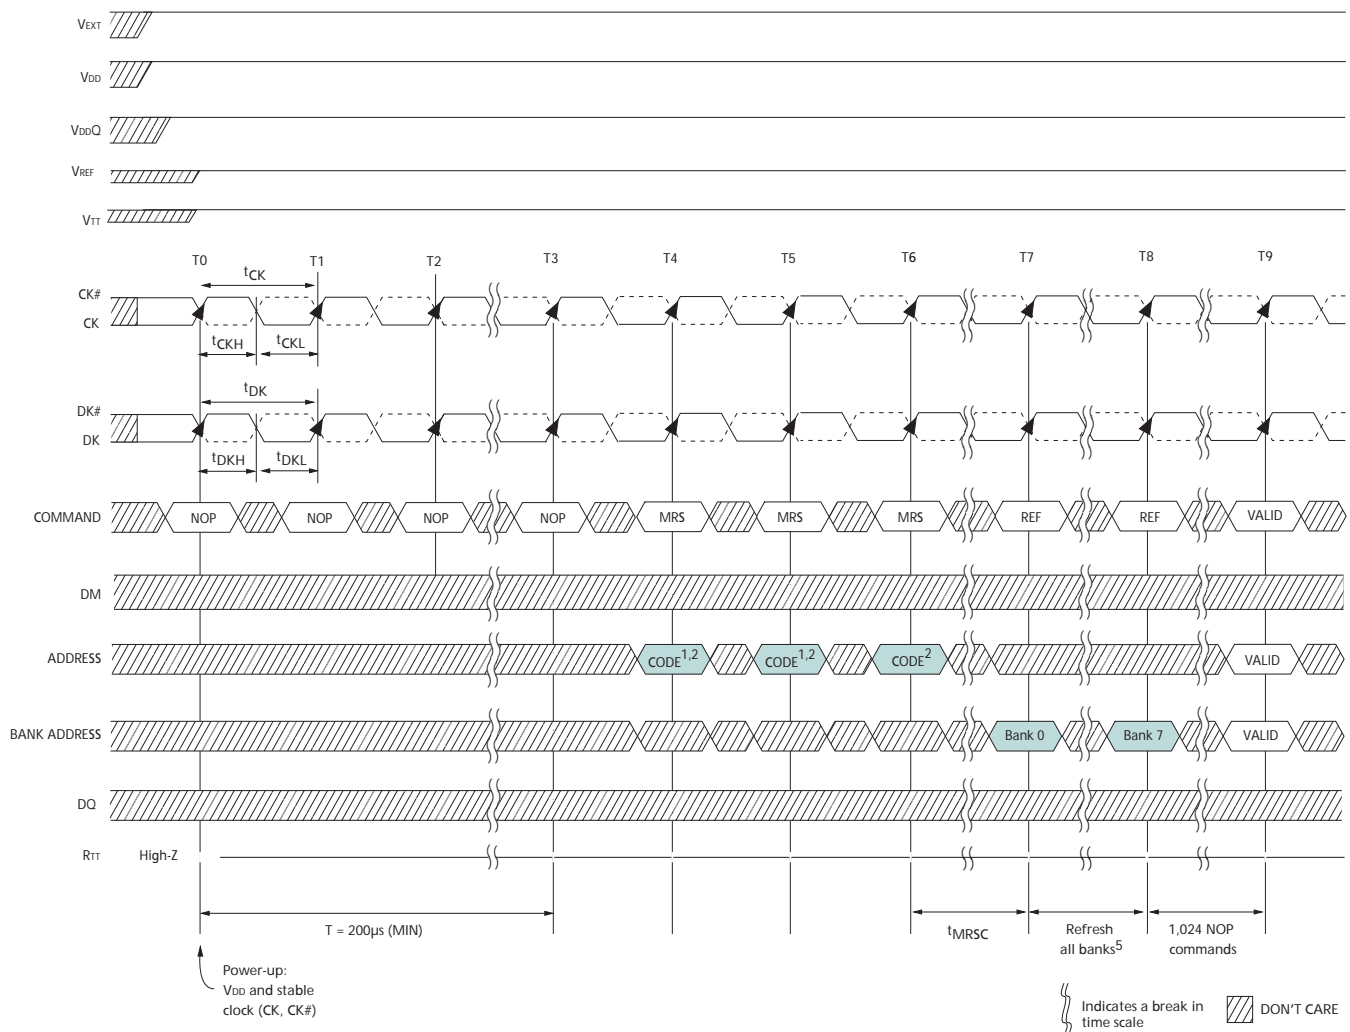 VEXT
VDD
VDDQ
VREF
VTT
T0 T1 T2 T3 T4 T5 T6 T7 T8 T9
tCK
CK#
CK
tCKH tCKL
tDK
DK#
DK
tDKH tDKL
COMMAND NOP NOP NOP NOP MRS MRS MRS REF REF VALID
DM
ADDRESS CODE1,2 CODE1,2 CODE2 VALID
BANK ADDRESS Bank 0 Bank 7 VALID
DQ
RTT High-Z
T = 200µs (MIN) tMRSC Refresh all banks5 1,024 NOP commands
Power-up:
VDD and stable
clock (CK, CK#)
Indicates a break in
time scale
DON'T CARE